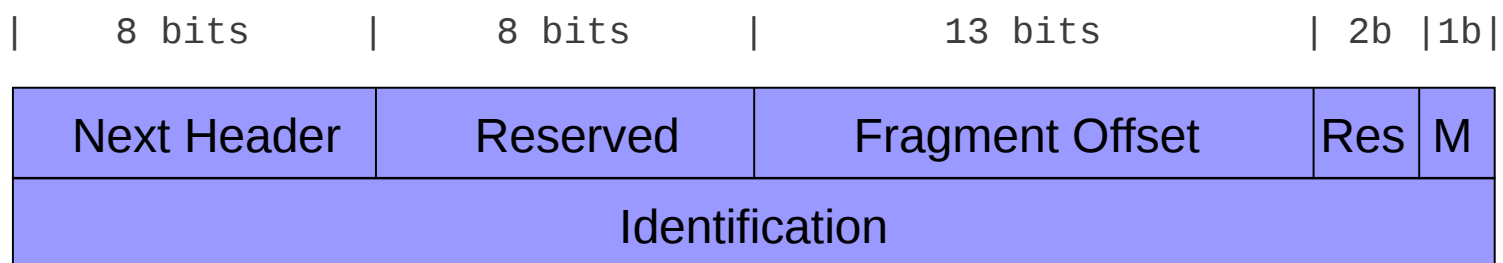 | 8 bits | 8 bits | 13 bits | 2b |1b|
Next Header Reserved Fragment Offset Res M
Identification